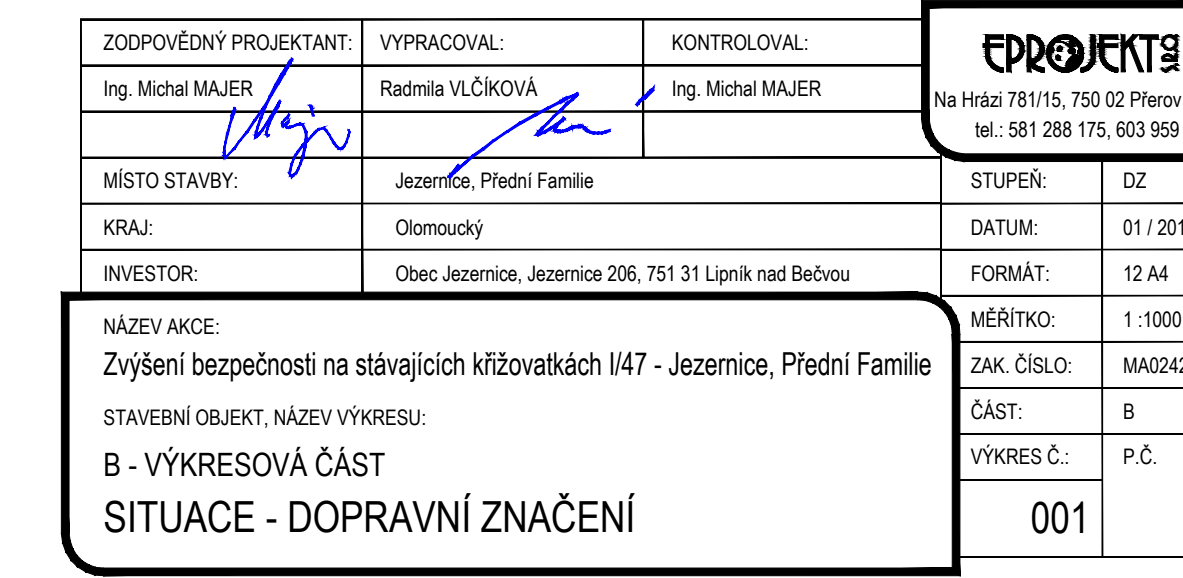 ZODPOVĚDNÝ PROJEKTANT: VYPRACOVAL: KONTROLOVAL:
Ing. Michal MAJER Radmila VLČÍKOVÁ Ing. Michal MAJER
EPROJEKT s.r.o.
Na Hrázi 781/15, 750 02 Přerov
tel.: 581 288 175, 603 959
MÍSTO STAVBY: Jezernice, Přední Familie
KRAJ: Olomoucký
INVESTOR: Obec Jezernice, Jezernice 206, 751 31 Lipník nad Bečvou
NÁZEV AKCE:
Zvýšení bezpečnosti na stávajících křižovatkách I/47 - Jezernice, Přední Familie
STAVEBNÍ OBJEKT, NÁZEV VÝKRESU:
B - VÝKRESOVÁ ČÁST
SITUACE - DOPRAVNÍ ZNAČENÍ
STUPEŇ: DZ
DATUM: 01 / 201
FORMÁT: 12 A4
MĚŘÍTKO: 1 :1000
ZAK. ČÍSLO: MA0242
ČÁST: B
VÝKRES Č.: P.Č.
001